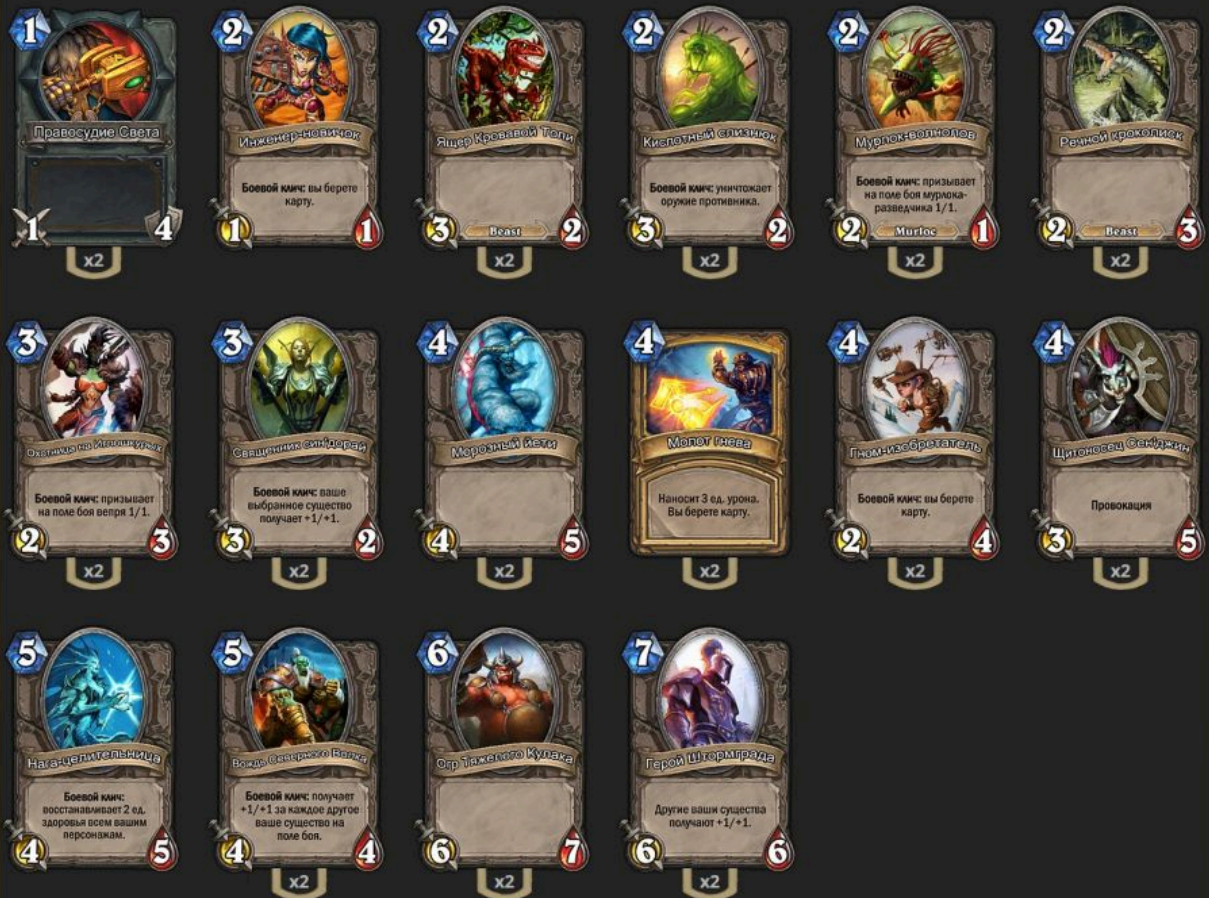 1
Правосудие Света
1
4
x2
2
Инженер-новичок
Боевой клич: вы берете
карту.
1
1
2
Ящер Кровавой Топи
3
Beast
2
x2
2
Кислотный слизнюк
Боевой клич: уничтожает
оружие противника.
3
2
x2
2
Мурлок-волнолов
Боевой клич: призывает
на поле боя мурлока-
разведчика 1/1.
2
Murloc
1
x2
2
Речной кроколиск
2
Beast
3
x2
3
Охотница на Иглошкурых
Боевой клич: призывает
на поле боя вепря 1/1.
2
3
x2
3
Священник син'дорай
Боевой клич: ваше
выбранное существо
получает +1/+1.
3
2
x2
4
Морозный йети
4
5
x2
4
Молот гнева
Наносит 3 ед. урона.
Вы берете карту.
x2
4
Гном-изобретатель
Боевой клич: вы берете
карту.
2
4
x2
4
Щитоносец Сен'джин
Провокация
3
5
x2
5
Нага-целительница
Боевой клич:
восстанавливает 2 ед.
здоровья всем вашим
персонажам.
4
5
5
Вождь Северного Волка
Боевой клич: получает
+1/+1 за каждое другое
ваше существо на
поле боя.
4
4
x2
6
Огр Тяжелого Кулака
6
7
x2
7
Герой Штормграда
Другие ваши существа
получают +1/+1.
6
6
x2